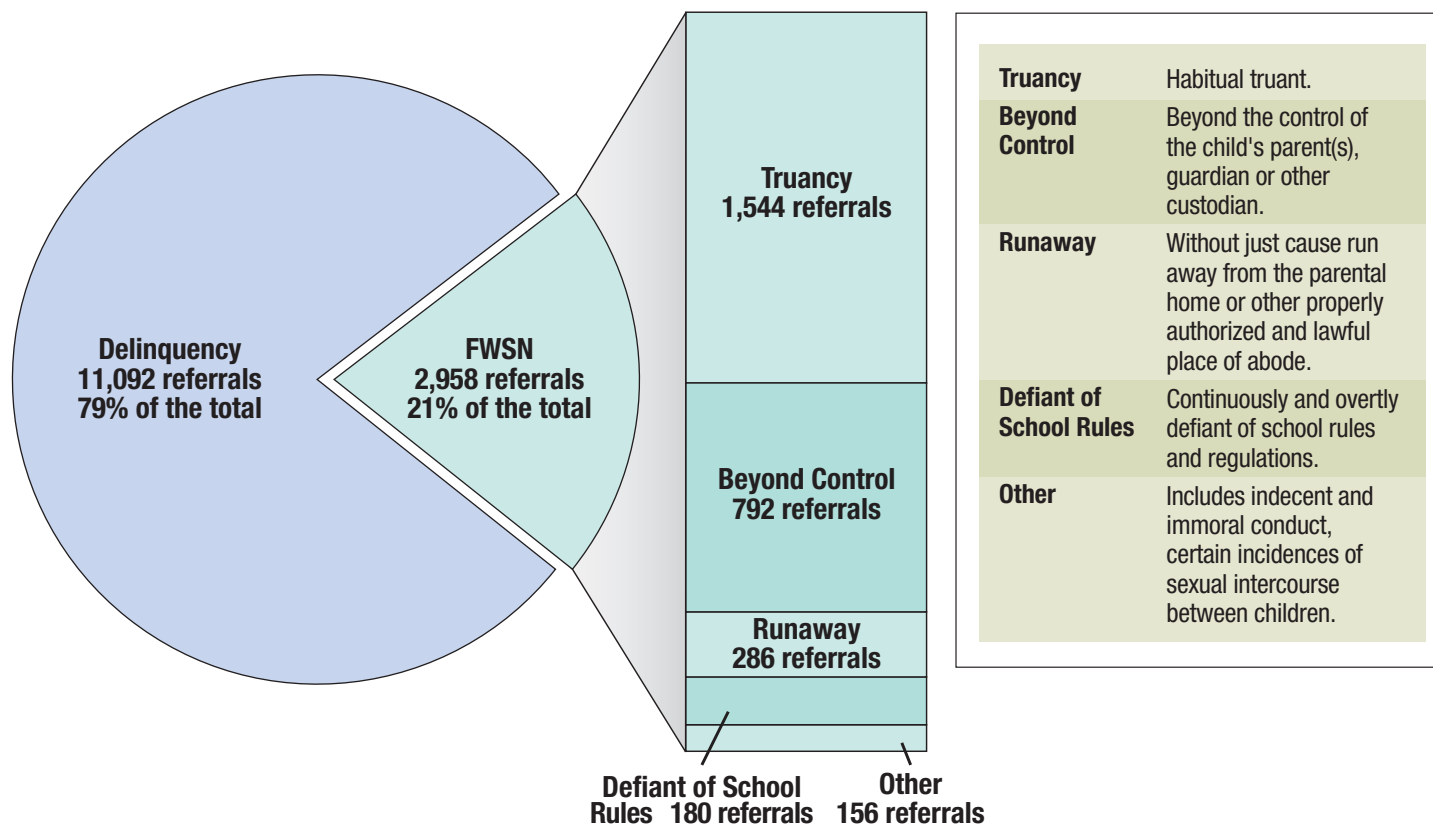 Delinquency
11,092 referrals
79% of the total
FWSN
2,958 referrals
21% of the total
Truancy
1,544 referrals
Beyond Control
792 referrals
Runaway
286 referrals
Defiant of School
Rules 180 referrals
Other
156 referrals
Truancy Habitual truant.
Beyond Beyond the control of
Control the child's parent(s),
guardian or other
custodian.
Runaway Without just cause run
away from the parental
home or other properly
authorized and lawful
place of abode.
Defiant of Continuously and overtly
School Rules defiant of school rules
and regulations.
Other Includes indecent and
immoral conduct,
certain incidences of
sexual intercourse
between children.